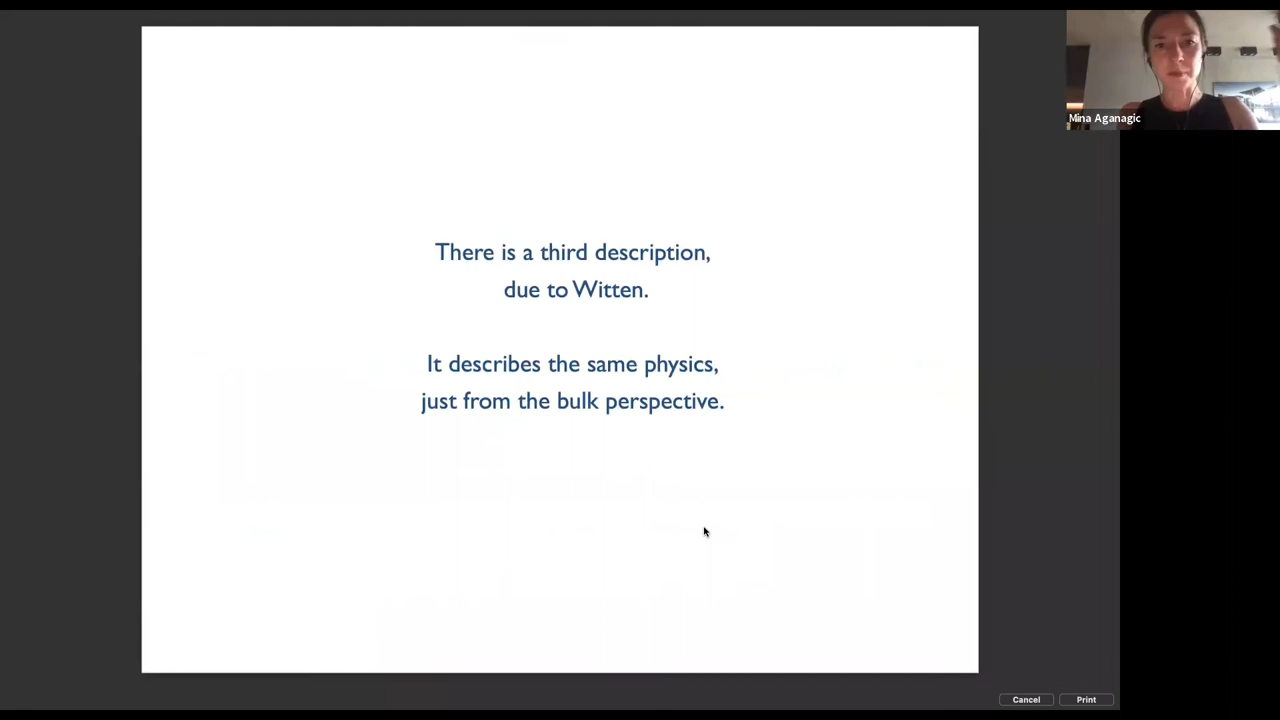 Mina Aganagic
There is a third description,
due to Witten.
It describes the same physics,
just from the bulk perspective.
Cancel
Print